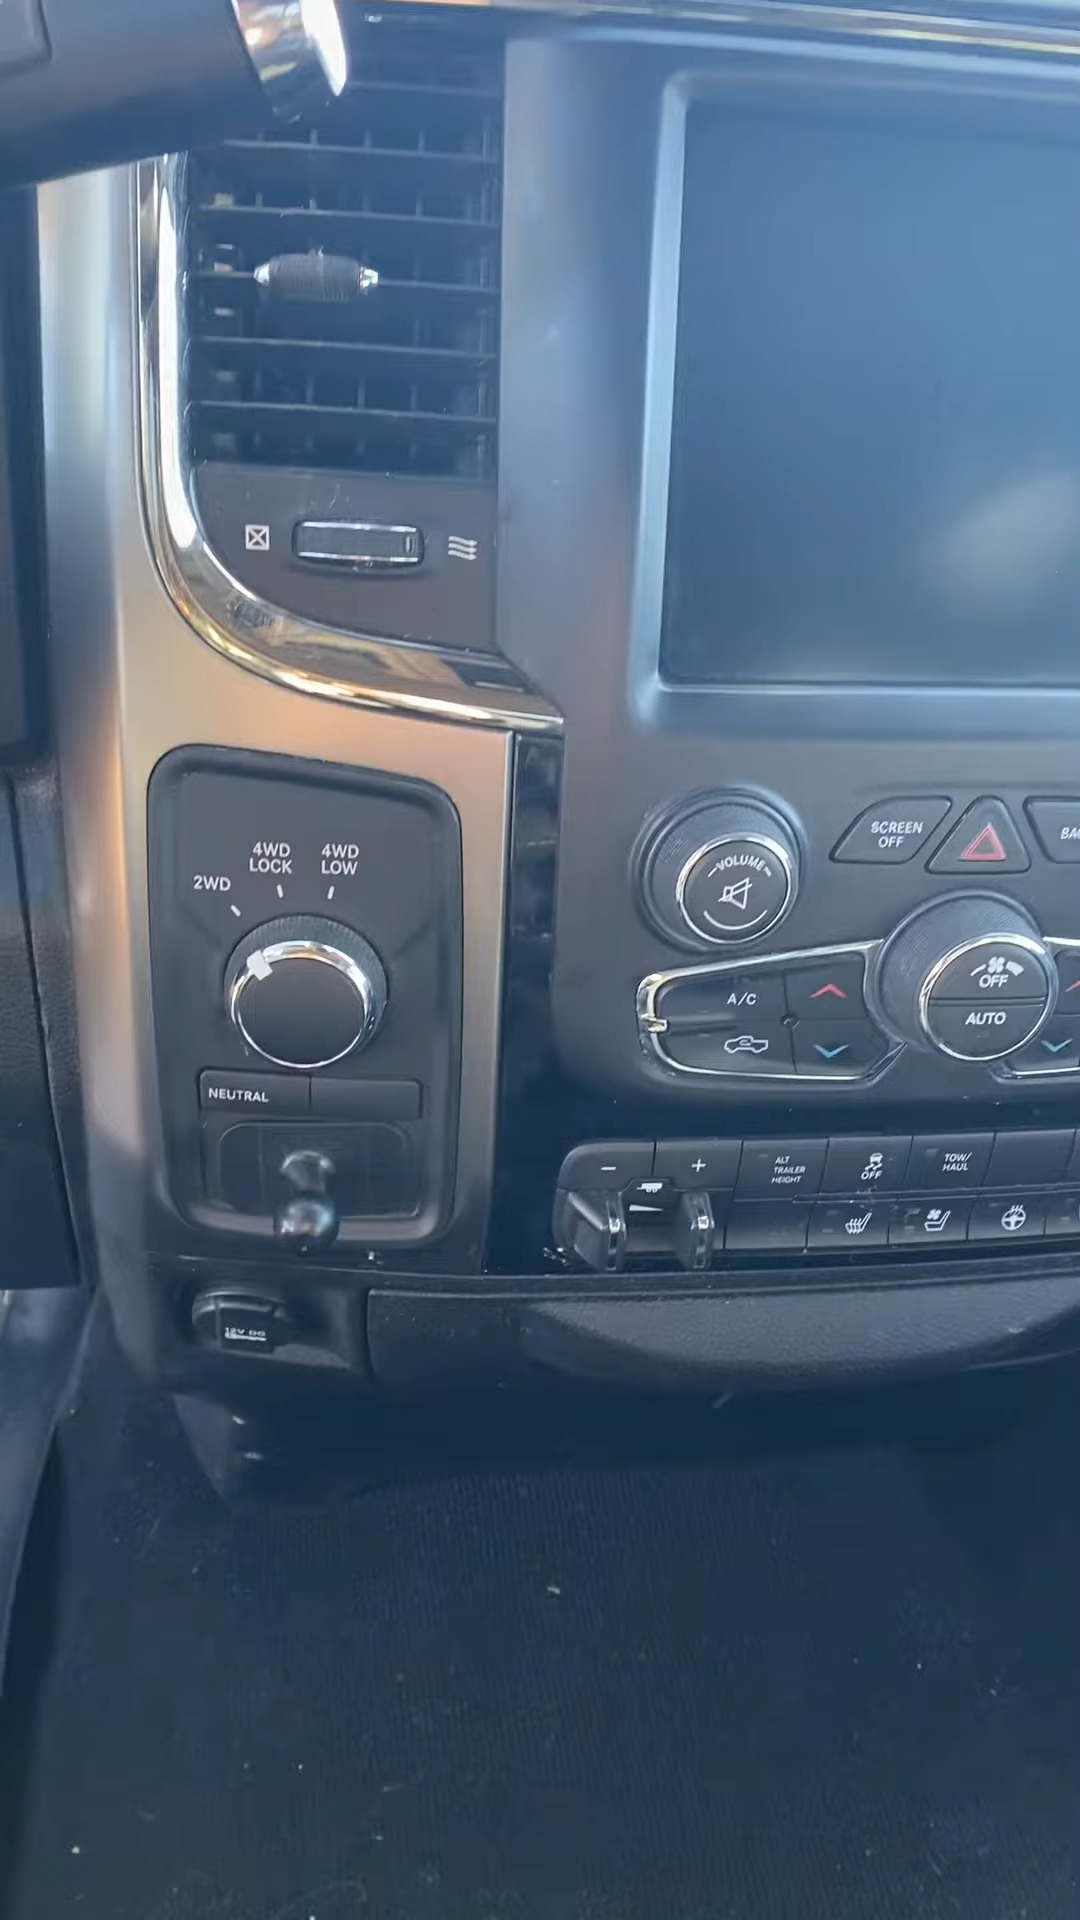 4WD
LOCK
4WD
LOW
2WD
NEUTRAL
12V DC
VOLUME
SCREEN
OFF
A/C
OFF
AUTO
- +
ALT
TRAILER
HEIGHT
OFF
TOW/
HAUL